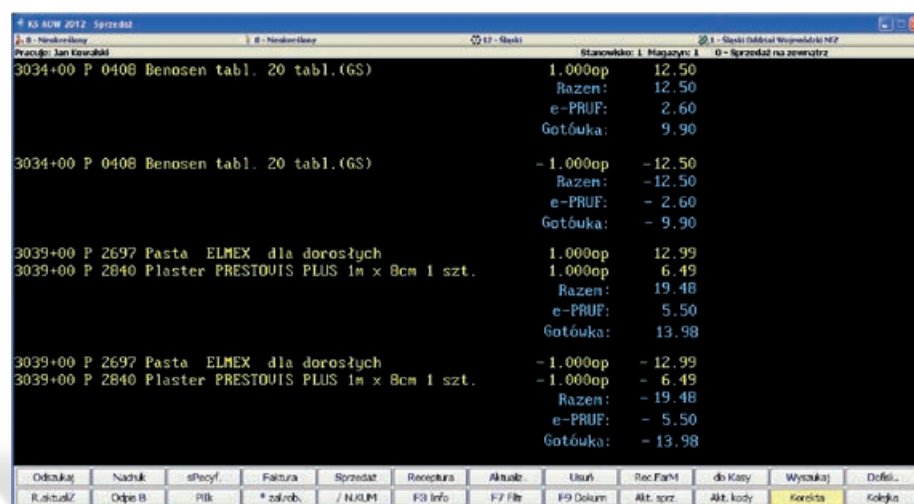 KS AOW 2012 - Sprzedaż
0 - Nieokreślony 0 - Nieokreślony 12 - Śląski 1 - Śląski Oddział Wojewódzki NFZ
Pracuje: Jan Kowalski Stanowisko: 1 Magazyn: 1 0 - Sprzedaż na zewnątrz
3034+00 P 0408 Benosen tabl. 20 tabl.(GS) 1.000op 12.50
Razem: 12.50
e-PRUF: 2.60
Gotówka: 9.90
3034+00 P 0408 Benosen tabl. 20 tabl.(GS) -1.000op -12.50
Razem: -12.50
e-PRUF: - 2.60
Gotówka: - 9.90
3039+00 P 2697 Pasta ELMEX dla dorosłych 1.000op 12.99
3039+00 P 2840 Plaster PRESTOVIS PLUS 1m x 8cm 1 szt. 1.000op 6.49
Razem: 19.48
e-PRUF: 5.50
Gotówka: 13.98
3039+00 P 2697 Pasta ELMEX dla dorosłych -1.000op - 12.99
3039+00 P 2840 Plaster PRESTOVIS PLUS 1m x 8cm 1 szt. -1.000op - 6.49
Razem: - 19.48
e-PRUF: - 5.50
Gotówka: - 13.98
Odszukaj Nadruk sPecyf. Faktura Sprzedaż Receptura Aktualiz. Usuń Rec.FarM do Kasy Wyszukaj Defisk..
R.aktualZ Odpis B Plik * zał.rob. / N.KUM F3 Info F7 Filtr F9 Dokum Akt. sprz. Akt. kody Korekta Kolejka